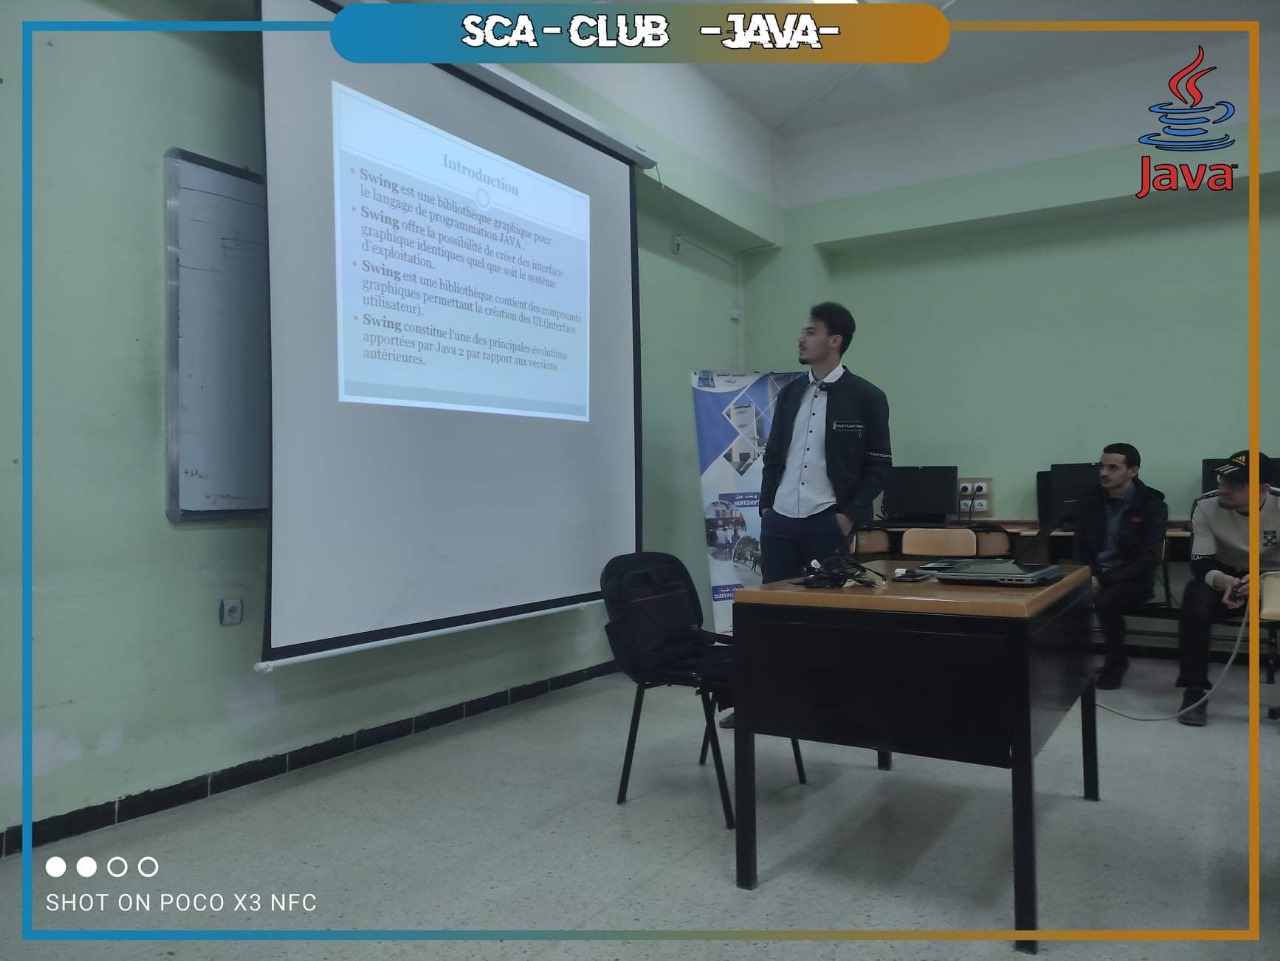 SCA - CLUB -JAVA-
Java
Introduction
• Swing est une bibliothèque graphique pour
le langage de programmation JAVA .
• Swing offre la possibilité de créer des interface
graphique identiques quel que soit le système
d'exploitation.
• Swing est une bibliothèque contient des composants
graphiques permettant la création des UI.(interface
utilisateur).
• Swing constitue l'une des principales évolutions
apportées par Java 2 par rapport aux versions
antérieures.
SHOT ON POCO X3 NFC